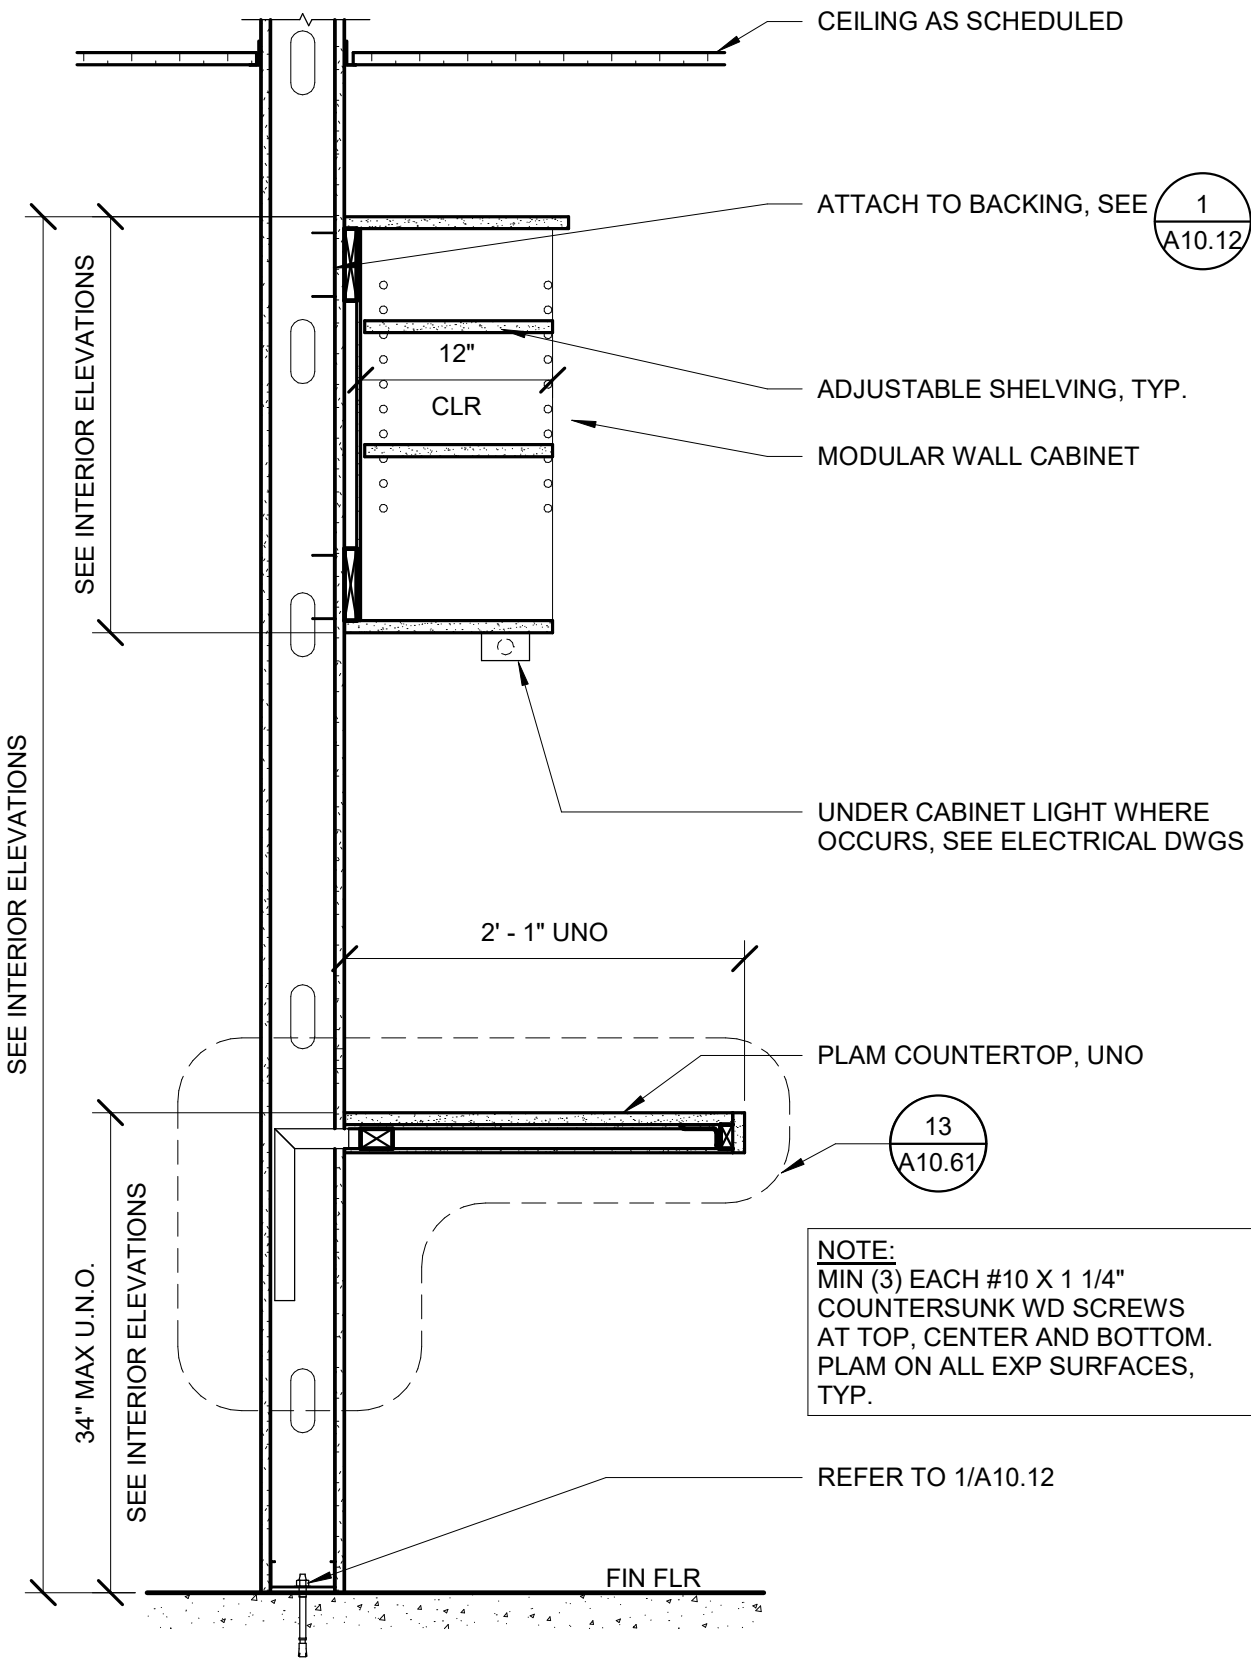 CEILING AS SCHEDULED
ATTACH TO BACKING, SEE
1
A10.12
SEE INTERIOR ELEVATIONS
12"
CLR
ADJUSTABLE SHELVING, TYP.
MODULAR WALL CABINET
SEE INTERIOR ELEVATIONS
UNDER CABINET LIGHT WHERE
OCCURS, SEE ELECTRICAL DWGS
2' - 1" UNO
PLAM COUNTERTOP, UNO
13
A10.61
34" MAX U.N.O.
SEE INTERIOR ELEVATIONS
NOTE:
MIN (3) EACH #10 X 1 1/4"
COUNTERSUNK WD SCREWS
AT TOP, CENTER AND BOTTOM.
PLAM ON ALL EXP SURFACES,
TYP.
REFER TO 1/A10.12
FIN FLR